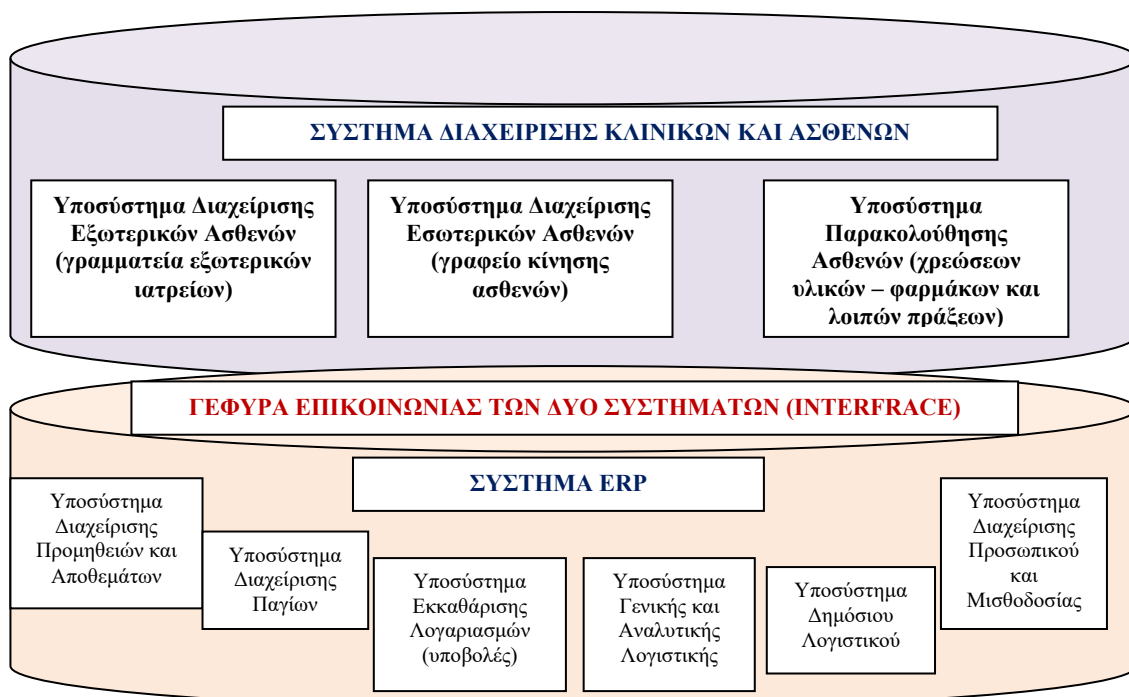 ΣΥΣΤΗΜΑ ΔΙΑΧΕΙΡΙΣΗΣ ΚΛΙΝΙΚΩΝ ΚΑΙ ΑΣΘΕΝΩΝ
Υποσύστημα Διαχείρισης
Εξωτερικών Ασθενών
(γραμματεία εξωτερικών
ιατρείων)
Υποσύστημα Διαχείρισης
Εσωτερικών Ασθενών
(γραφείο κίνησης
ασθενών)
Υποσύστημα
Παρακολούθησης
Ασθενών (χρεώσεων
υλικών – φαρμάκων και
λοιπών πράξεων)
ΓΕΦΥΡΑ ΕΠΙΚΟΙΝΩΝΙΑΣ ΤΩΝ ΔΥΟ ΣΥΣΤΗΜΑΤΩΝ (INTERFRACE)
ΣΥΣΤΗΜΑ ERP
Υποσύστημα
Διαχείρισης
Προμηθειών και
Αποθεμάτων
Υποσύστημα
Διαχείρισης
Παγίων
Υποσύστημα
Εκκαθάρισης
Λογαριασμών
(υποβολές)
Υποσύστημα
Γενικής και
Αναλυτικής
Λογιστικής
Υποσύστημα
Δημόσιου
Λογιστικού
Υποσύστημα
Διαχείρισης
Προσωπικού
και
Μισθοδοσίας